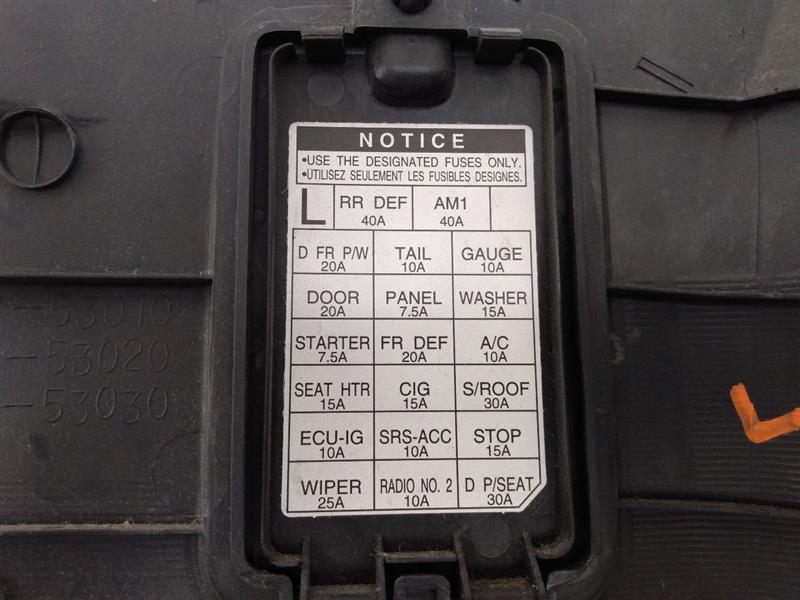 NOTICE
•USE THE DESIGNATED FUSES ONLY.
•UTILISEZ SEULEMENT LES FUSIBLES DESIGNES.
L RR DEF AM1
40A 40A
D FR P/W TAIL GAUGE
20A 10A 10A
DOOR PANEL WASHER
20A 7.5A 15A
STARTER FR DEF A/C
7.5A 20A 10A
SEAT HTR CIG S/ROOF
15A 15A 30A
ECU-IG SRS-ACC STOP
10A 10A 15A
WIPER RADIO NO. 2 D P/SEAT
25A 10A 30A
-53010
-53020
-53030